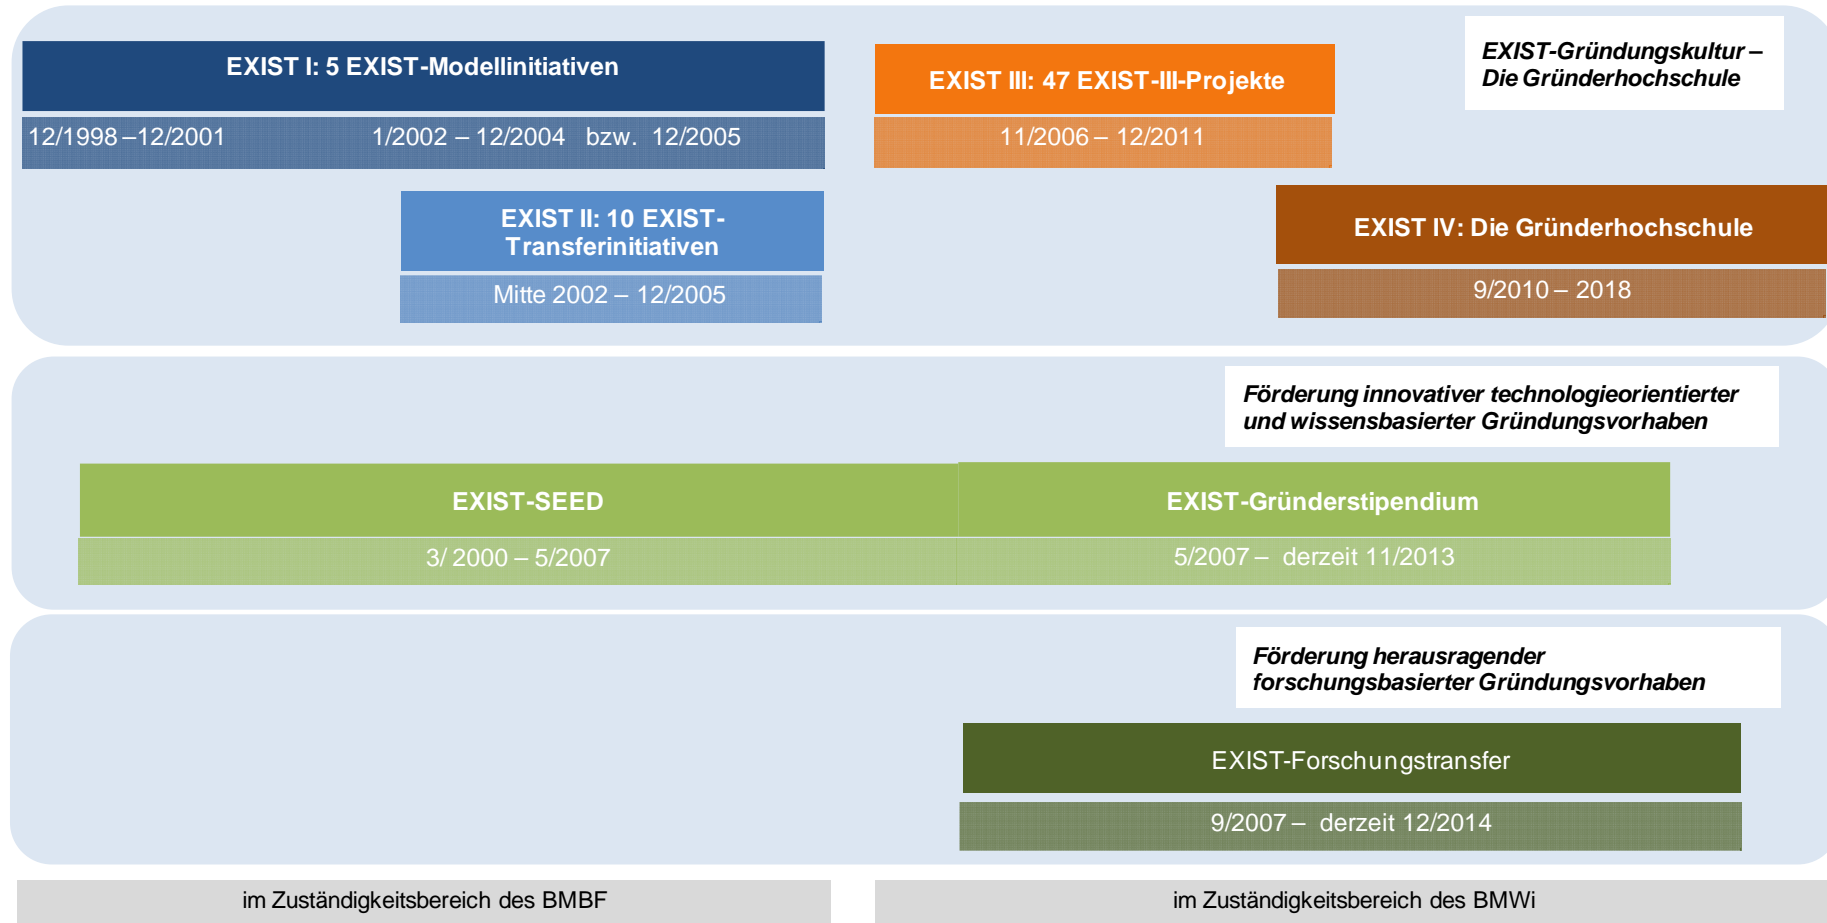 EXIST I: 5 EXIST-Modellinitiativen
12/1998 –12/2001 1/2002 – 12/2004 bzw. 12/2005
EXIST II: 10 EXIST-
Transferinitiativen
Mitte 2002 – 12/2005
EXIST III: 47 EXIST-III-Projekte
11/2006 – 12/2011
EXIST-Gründungskultur –
Die Gründerhochschule
EXIST IV: Die Gründerhochschule
9/2010 – 2018
Förderung innovativer technologieorientierter
und wissensbasierter Gründungsvorhaben
EXIST-SEED
3/ 2000 – 5/2007
EXIST-Gründerstipendium
5/2007 – derzeit 11/2013
Förderung herausragender
forschungsbasierter Gründungsvorhaben
EXIST-Forschungstransfer
9/2007 – derzeit 12/2014
im Zuständigkeitsbereich des BMBF
im Zuständigkeitsbereich des BMWi